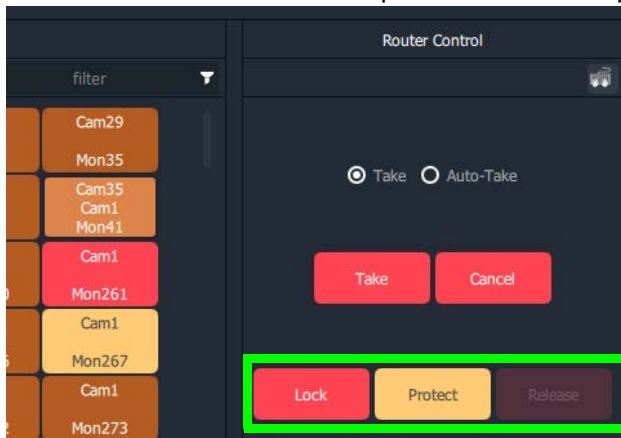 Router Control
filter
Cam29
Mon35
Take Auto-Take
Cam35
Cam1
Mon41
Cam1
Mon261
Take Cancel
Cam1
Mon267
Cam1
Mon273
Lock Protect Release